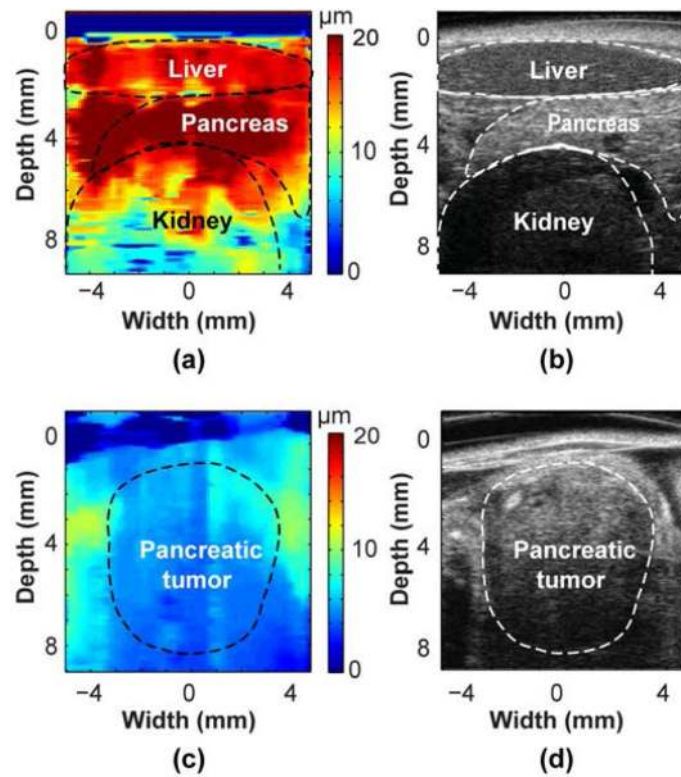 µm
0
4
8
Depth (mm)
Liver
Pancreas
Kidney
20
10
0
−4 0 4
Width (mm)
(a)
0
4
8
Depth (mm)
Liver
Pancreas
Kidney
−4 0 4
Width (mm)
(b)
µm
0
4
8
Depth (mm)
Pancreatic
tumor
20
10
0
−4 0 4
Width (mm)
(c)
0
4
8
Depth (mm)
Pancreatic
tumor
−4 0 4
Width (mm)
(d)